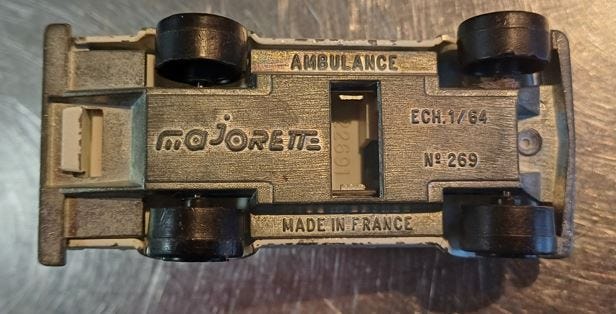 AMBULANCE
majORETTE
ECH.1/64
Nº 269
MADE IN FRANCE